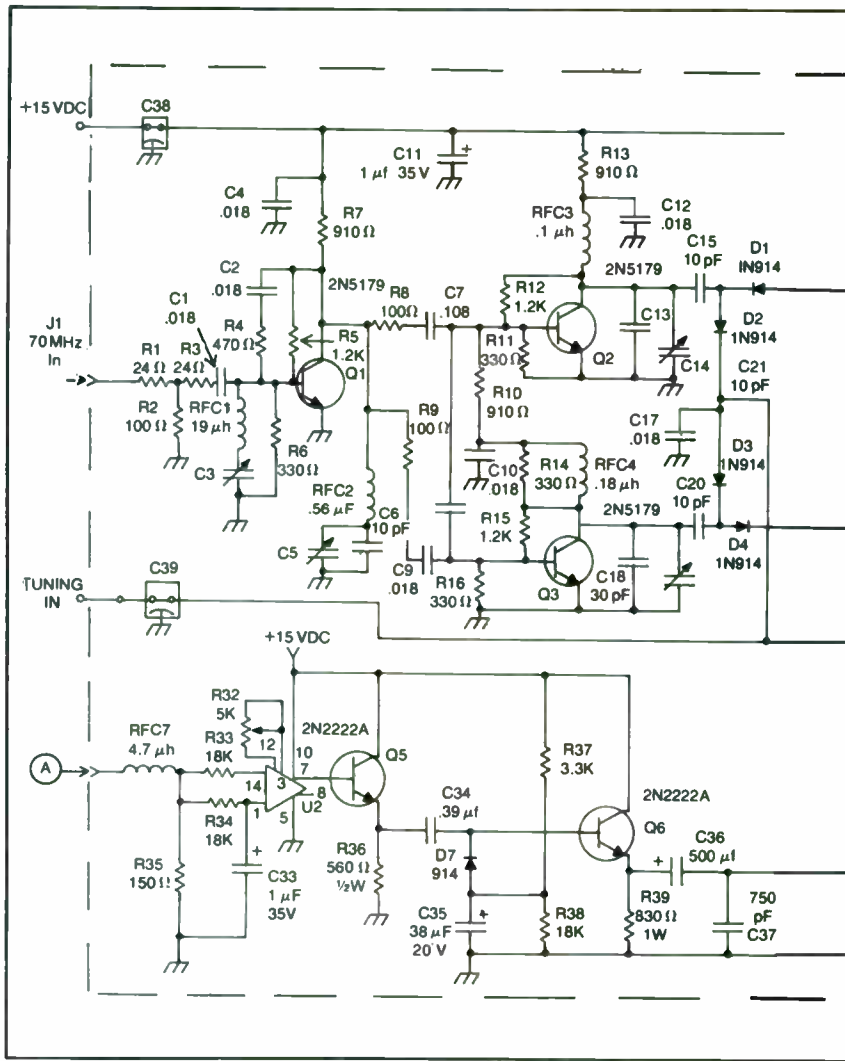 +15 VDC
C38
C11
1 µf 35 V
R13
910 Ω
C4
.018
R7
910 Ω
RFC3
.1 µh
C12
.018
C15
10 pF
D1
IN914
C2
.018
2N5179
R8
100Ω
C7
.108
R12
1.2K
2N5179
D2
1N914
C1
.018
J1
70 MHz
In
R1
24 Ω
R3
24Ω
R4
470 Ω
R5
1.2K
Q1
R11
330 Ω
Q2
C13
C14
C21
10 pF
R2
100 Ω
RFC1
19 µh
R6
330 Ω
R9
100 Ω
R10
910 Ω
C17
.018
D3
1N914
C3
RFC2
.56 µF
C6
10 pF
C10
.018
R14
330 Ω
RFC4
.18 µh
C20
10 pF
2N5179
R15
1.2K
D4
1N914
C5
C9
.018
R16
330 Ω
Q3
C18
30 pF
TUNING
IN
C39
+15 VDC
R32
5K
2N2222A
Q5
RFC7
4.7 µh
R33
18K
12
10
7
3
14
8
A
R37
3.3K
2N2222A
Q6
R34
18K
1
5
U2
C34
.39 µf
C36
500 µf
R35
150 Ω
C33
1 µF
35V
R36
560 Ω
½W
D7
914
C35
38 µF
20 V
R38
18K
R39
830 Ω
1W
750
pF
C37